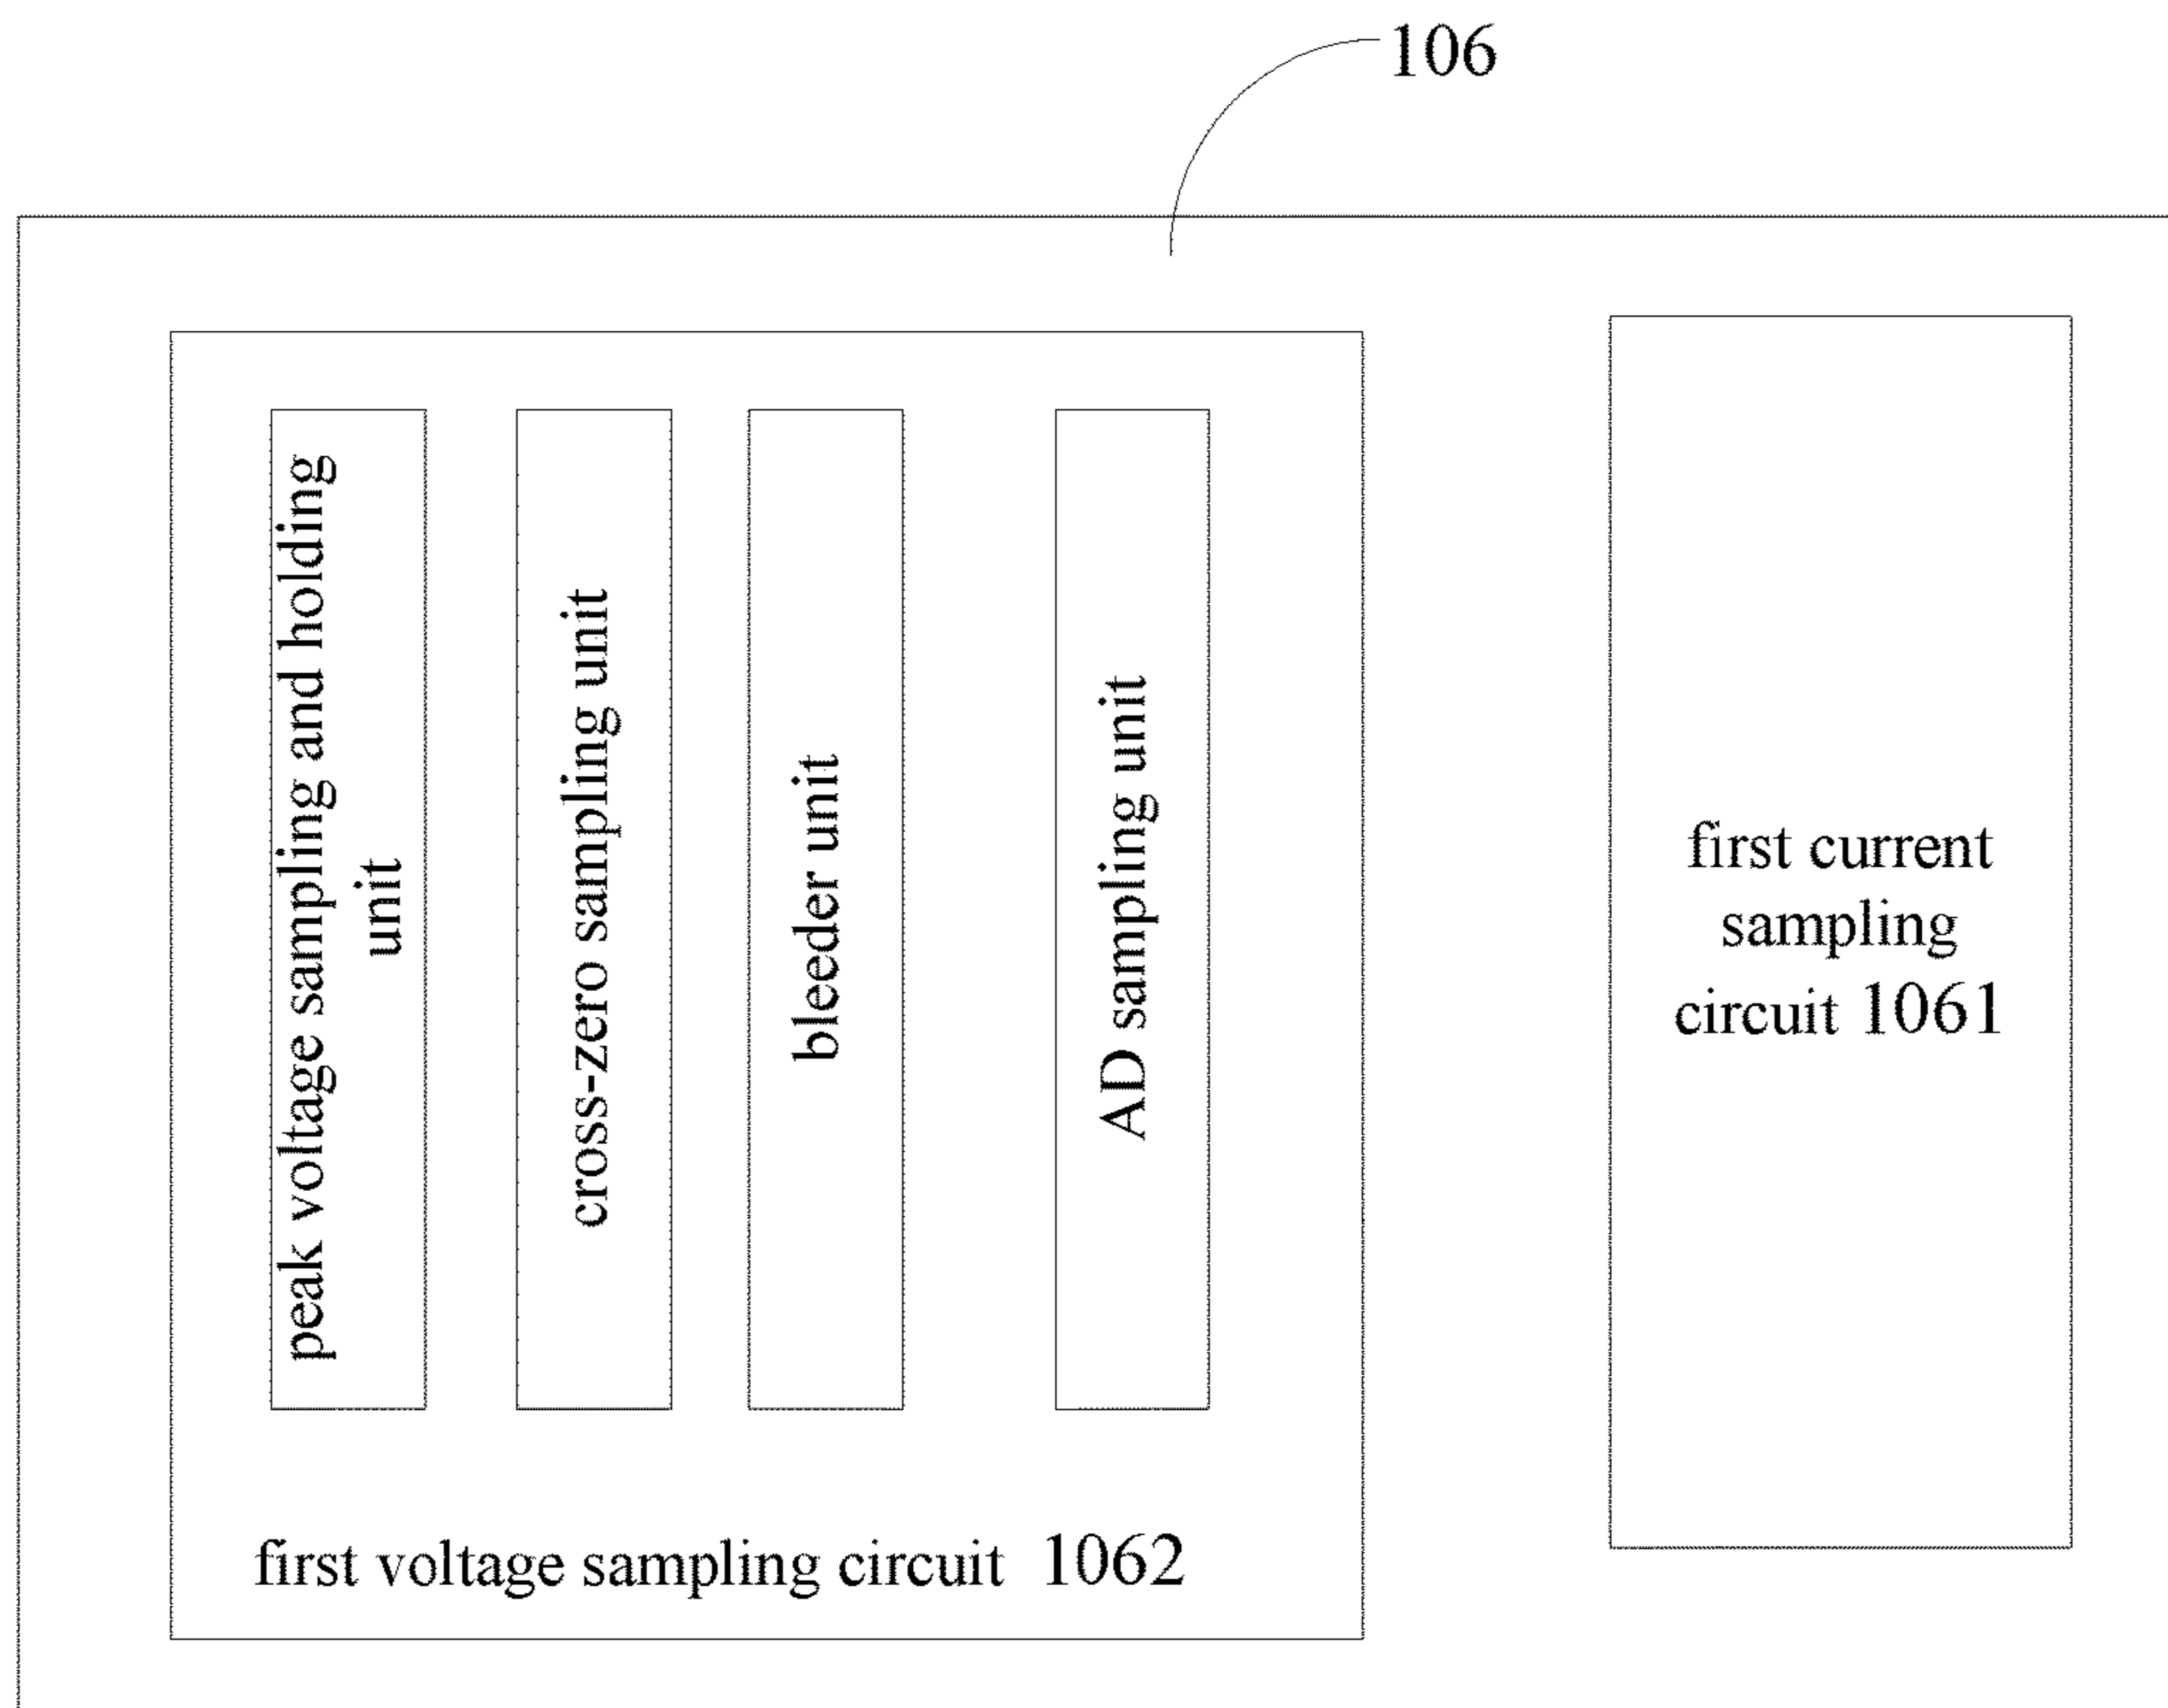 106
peak voltage sampling and holding
unit
cross-zero sampling unit
bleeder unit
AD sampling unit
first voltage sampling circuit 1062
first current
sampling
circuit 1061